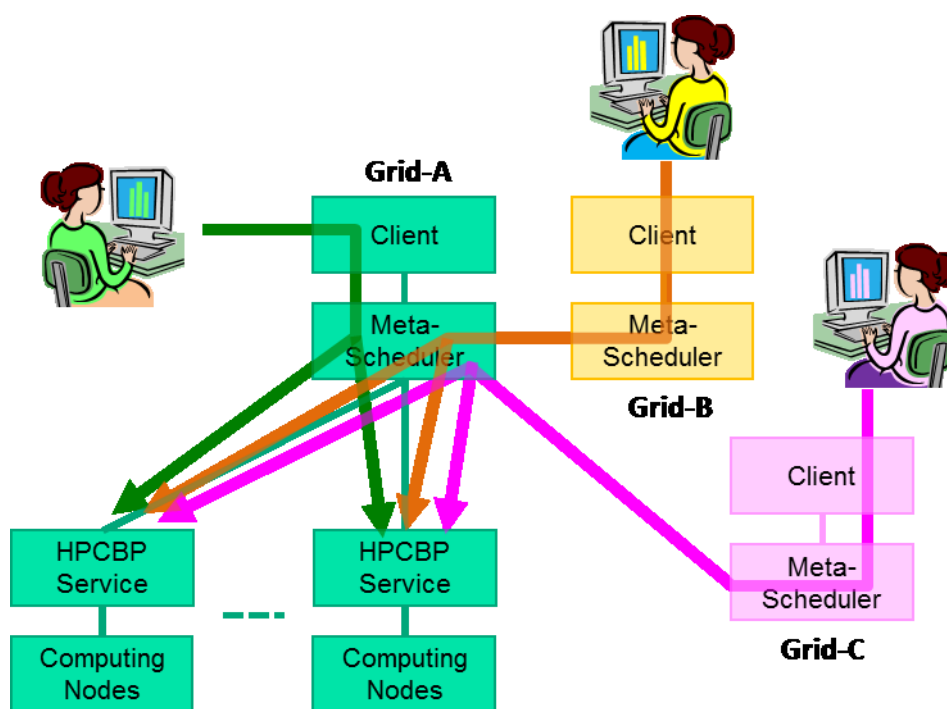 Grid-A
Client
Client
Meta-
Scheduler
Meta-
Scheduler
Grid-B
Client
HPCBP
Service
HPCBP
Service
Meta-
Scheduler
Grid-C
Computing
Nodes
Computing
Nodes